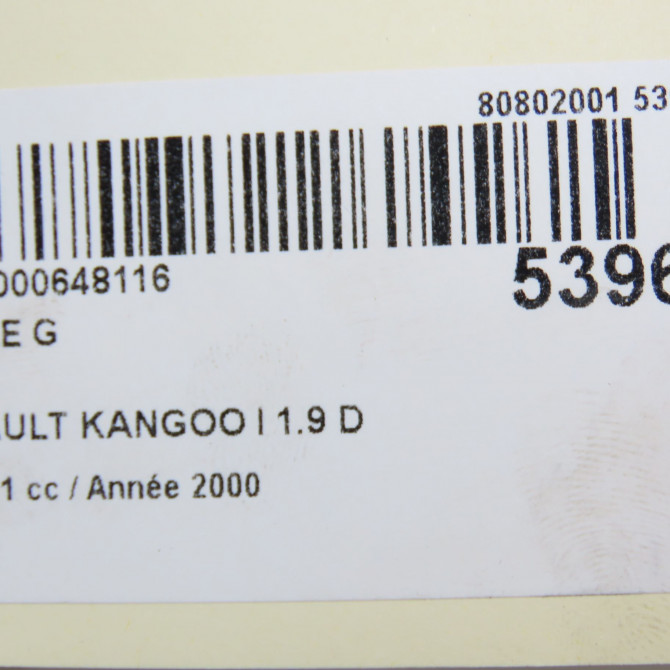 80802001 53
000648116
5396
E G
ULT KANGOO I 1.9 D
1 cc / Année 2000